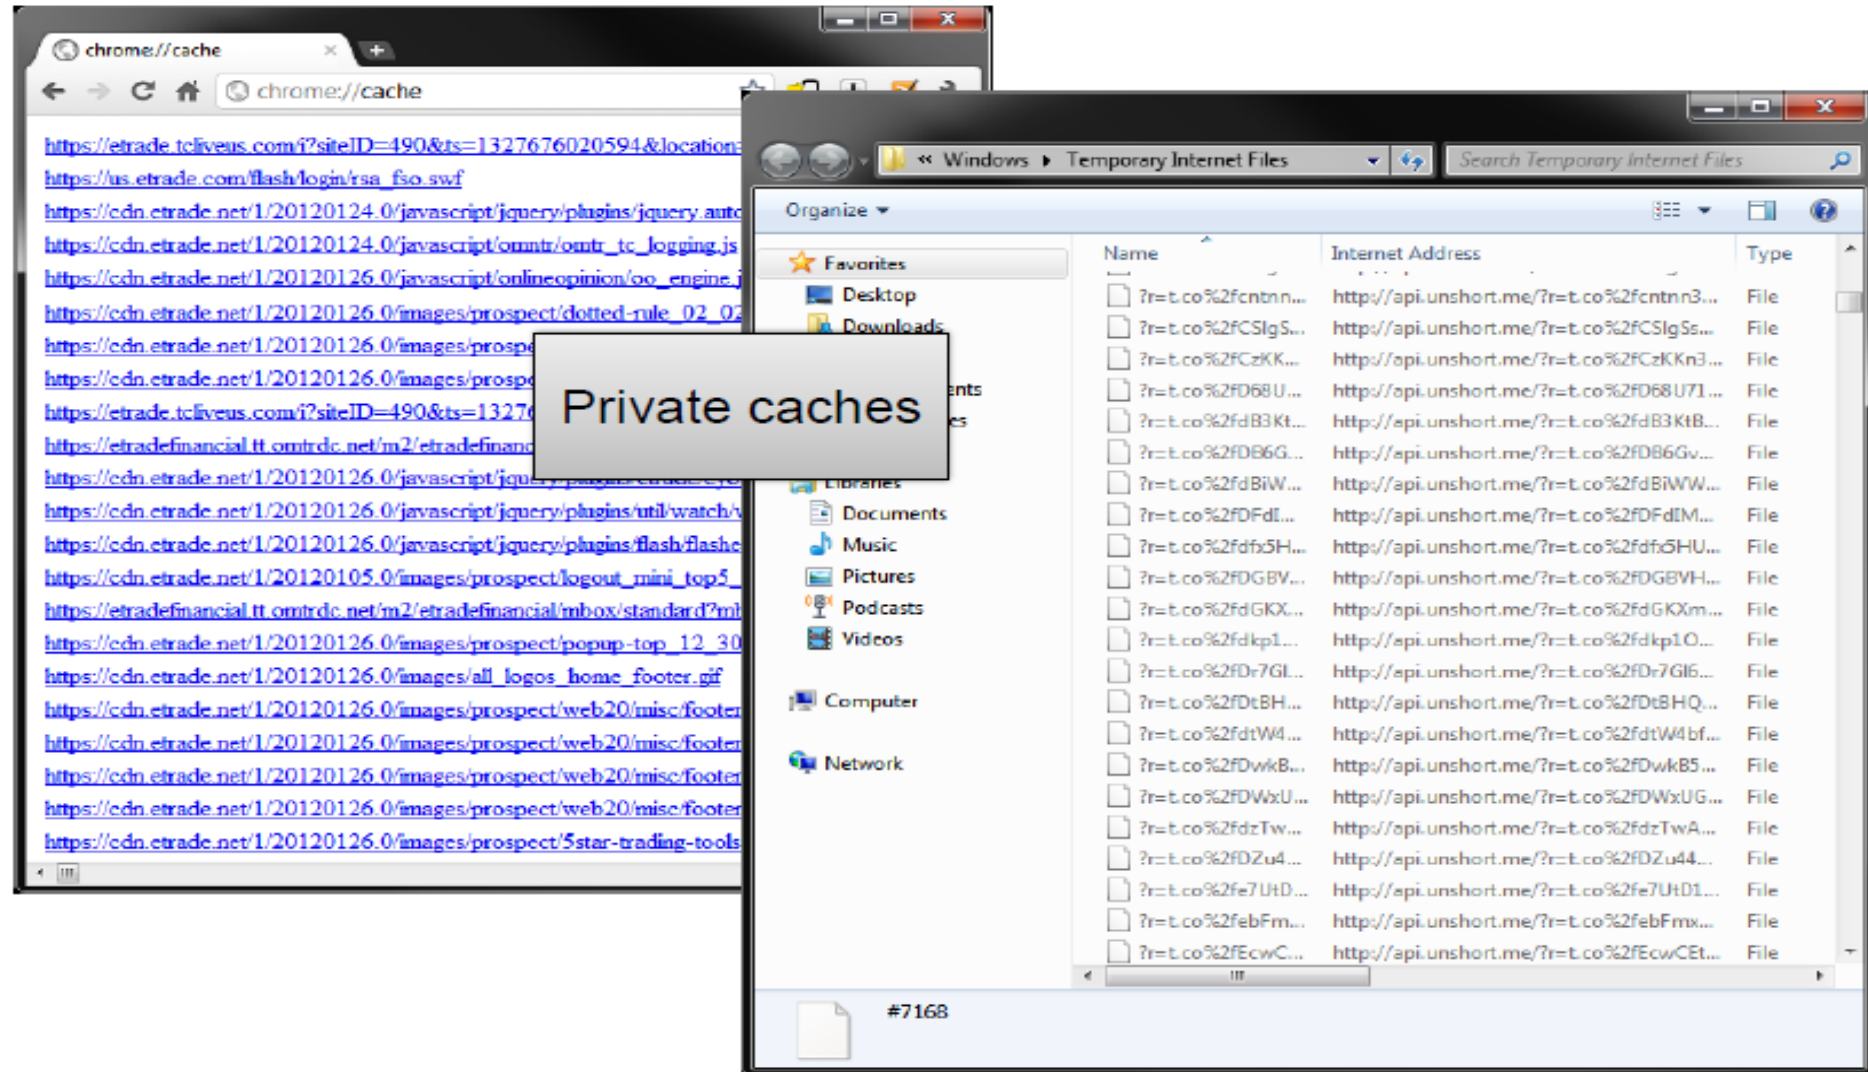 chrome://cache
chrome://cache
https://etrade.tcliveus.com/i?siteID=490&ts=1327676020594&location=
https://us.etrade.com/flash/login/rsa_fso.swf
https://cdn.etrade.net/1/20120124.0/javascript/jquery/plugins/jquery.auto
https://cdn.etrade.net/1/20120124.0/javascript/omntr/omtr_tc_logging.js
https://cdn.etrade.net/1/20120126.0/javascript/onlineopinion/oo_engine.j
https://cdn.etrade.net/1/20120126.0/images/prospect/dotted-rule_02_02
https://cdn.etrade.net/1/20120126.0/images/prospe
https://cdn.etrade.net/1/20120126.0/images/prospe
https://etrade.tcliveus.com/i?siteID=490&ts=13276
https://etradefinancial.tt.omtrdc.net/m2/etradefinanc
https://cdn.etrade.net/1/20120126.0/javascript/jquery/plugins/etrade/
https://cdn.etrade.net/1/20120126.0/javascript/jquery/plugins/util/watch/
https://cdn.etrade.net/1/20120126.0/javascript/jquery/plugins/flash/flashe
https://cdn.etrade.net/1/20120105.0/images/prospect/logout_mini_top5_
https://etradefinancial.tt.omtrdc.net/m2/etradefinancial/mbox/standard?mb
https://cdn.etrade.net/1/20120126.0/images/prospect/popup-top_12_30
https://cdn.etrade.net/1/20120126.0/images/all_logos_home_footer.gif
https://cdn.etrade.net/1/20120126.0/images/prospect/web20/misc/footer
https://cdn.etrade.net/1/20120126.0/images/prospect/web20/misc/footer
https://cdn.etrade.net/1/20120126.0/images/prospect/web20/misc/footer
https://cdn.etrade.net/1/20120126.0/images/prospect/web20/misc/footer
https://cdn.etrade.net/1/20120126.0/images/prospect/5star-trading-tools
Private caches
« Windows Temporary Internet Files Search Temporary Internet Files
Organize
Favorites
Desktop
Downloads
ents
es
Libraries
Documents
Music
Pictures
Podcasts
Videos
Computer
Network
Name Internet Address Type
?r=t.co%2fcntnn... http://api.unshort.me/?r=t.co%2fcntnn3... File
?r=t.co%2fCSIgS... http://api.unshort.me/?r=t.co%2fCSIgSs... File
?r=t.co%2fCzKK... http://api.unshort.me/?r=t.co%2fCzKKn3... File
?r=t.co%2fD68U... http://api.unshort.me/?r=t.co%2fD68U71... File
?r=t.co%2fdB3Kt... http://api.unshort.me/?r=t.co%2fdB3KtB... File
?r=t.co%2fDB6G... http://api.unshort.me/?r=t.co%2fDB6Gv... File
?r=t.co%2fdBiW... http://api.unshort.me/?r=t.co%2fdBiWW... File
?r=t.co%2fDFdI... http://api.unshort.me/?r=t.co%2fDFdIM... File
?r=t.co%2fdfx5H... http://api.unshort.me/?r=t.co%2fdfx5HU... File
?r=t.co%2fDGBV... http://api.unshort.me/?r=t.co%2fDGBVH... File
?r=t.co%2fdGKX... http://api.unshort.me/?r=t.co%2fdGKXm... File
?r=t.co%2fdkp1... http://api.unshort.me/?r=t.co%2fdkp1O... File
?r=t.co%2fDr7Gl... http://api.unshort.me/?r=t.co%2fDr7Gl6... File
?r=t.co%2fDtBH... http://api.unshort.me/?r=t.co%2fDtBHQ... File
?r=t.co%2fdtW4... http://api.unshort.me/?r=t.co%2fdtW4bf... File
?r=t.co%2fDwkB... http://api.unshort.me/?r=t.co%2fDwkB5... File
?r=t.co%2fDWxU... http://api.unshort.me/?r=t.co%2fDWxUG... File
?r=t.co%2fdzTw... http://api.unshort.me/?r=t.co%2fdzTwA... File
?r=t.co%2fDZu4... http://api.unshort.me/?r=t.co%2fDZu44... File
?r=t.co%2fe7UtD... http://api.unshort.me/?r=t.co%2fe7UtD1... File
?r=t.co%2febFm... http://api.unshort.me/?r=t.co%2febFmx... File
?r=t.co%2fEcwC... http://api.unshort.me/?r=t.co%2fEcwCEt... File
#7168